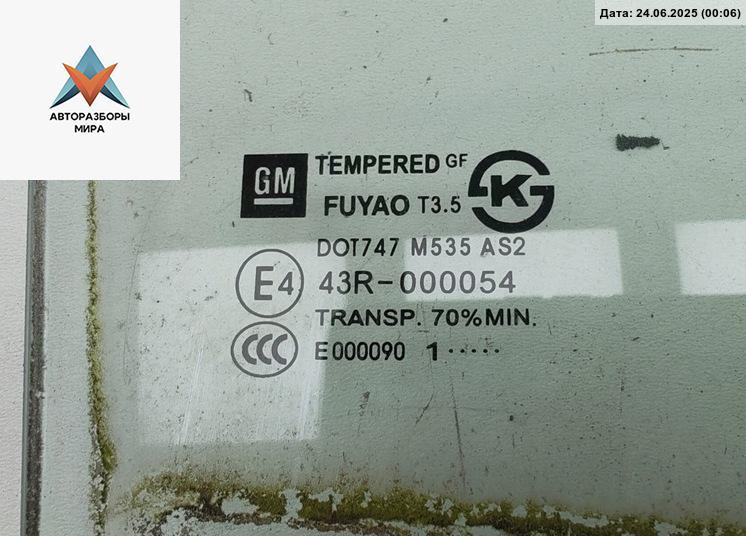 Дата: 24.06.2025 (00:06)
АВТОРАЗБОРЫ
МИРА
GM
TEMPERED GF
FUYAO T3.5
K
DOT747 M535 AS2
E4 43R-000054
TRANSP. 70%MIN.
CCC E000090 1·····